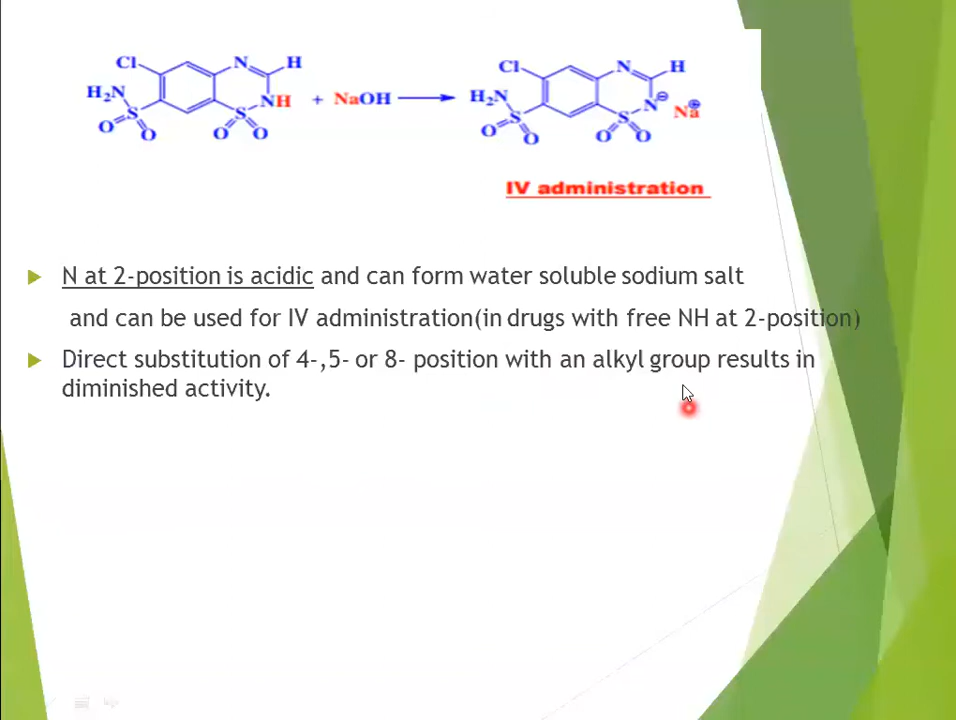 Cl N H Cl N H
H₂N NH + NaOH H₂N N⊖ Na⊕
S S S S
O O O O O O O O
IV administration
N at 2-position is acidic and can form water soluble sodium salt
and can be used for IV administration(in drugs with free NH at 2-position)
Direct substitution of 4-,5- or 8- position with an alkyl group results in
diminished activity.